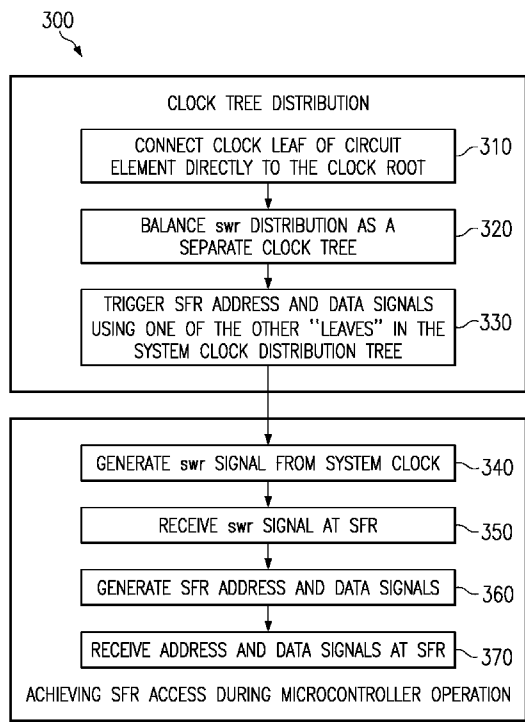 300
CLOCK TREE DISTRIBUTION
CONNECT CLOCK LEAF OF CIRCUIT
ELEMENT DIRECTLY TO THE CLOCK ROOT
310
BALANCE swr DISTRIBUTION AS A
SEPARATE CLOCK TREE
320
TRIGGER SFR ADDRESS AND DATA SIGNALS
USING ONE OF THE OTHER "LEAVES" IN THE
SYSTEM CLOCK DISTRIBUTION TREE
330
GENERATE swr SIGNAL FROM SYSTEM CLOCK
340
RECEIVE swr SIGNAL AT SFR
350
GENERATE SFR ADDRESS AND DATA SIGNALS
360
RECEIVE ADDRESS AND DATA SIGNALS AT SFR
370
ACHIEVING SFR ACCESS DURING MICROCONTROLLER OPERATION